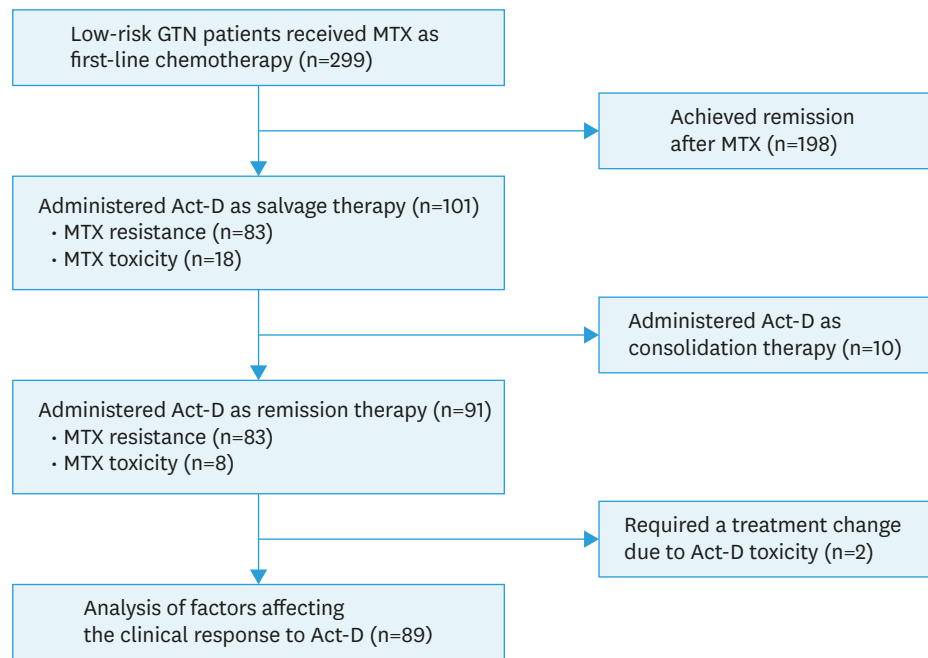 Low-risk GTN patients received MTX as
first-line chemotherapy (n=299)
Achieved remission
after MTX (n=198)
Administered Act-D as salvage therapy (n=101)
• MTX resistance (n=83)
• MTX toxicity (n=18)
Administered Act-D as
consolidation therapy (n=10)
Administered Act-D as remission therapy (n=91)
• MTX resistance (n=83)
• MTX toxicity (n=8)
Required a treatment change
due to Act-D toxicity (n=2)
Analysis of factors affecting
the clinical response to Act-D (n=89)